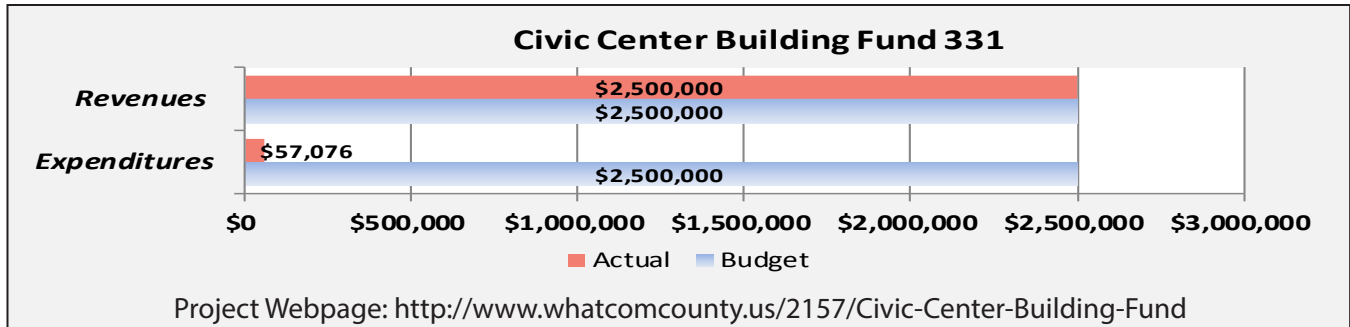 Civic Center Building Fund 331
Revenues
$2,500,000
$2,500,000
Expenditures
$57,076
$2,500,000
$0 $500,000 $1,000,000 $1,500,000 $2,000,000 $2,500,000 $3,000,000
Actual Budget
Project Webpage: http://www.whatcomcounty.us/2157/Civic-Center-Building-Fund